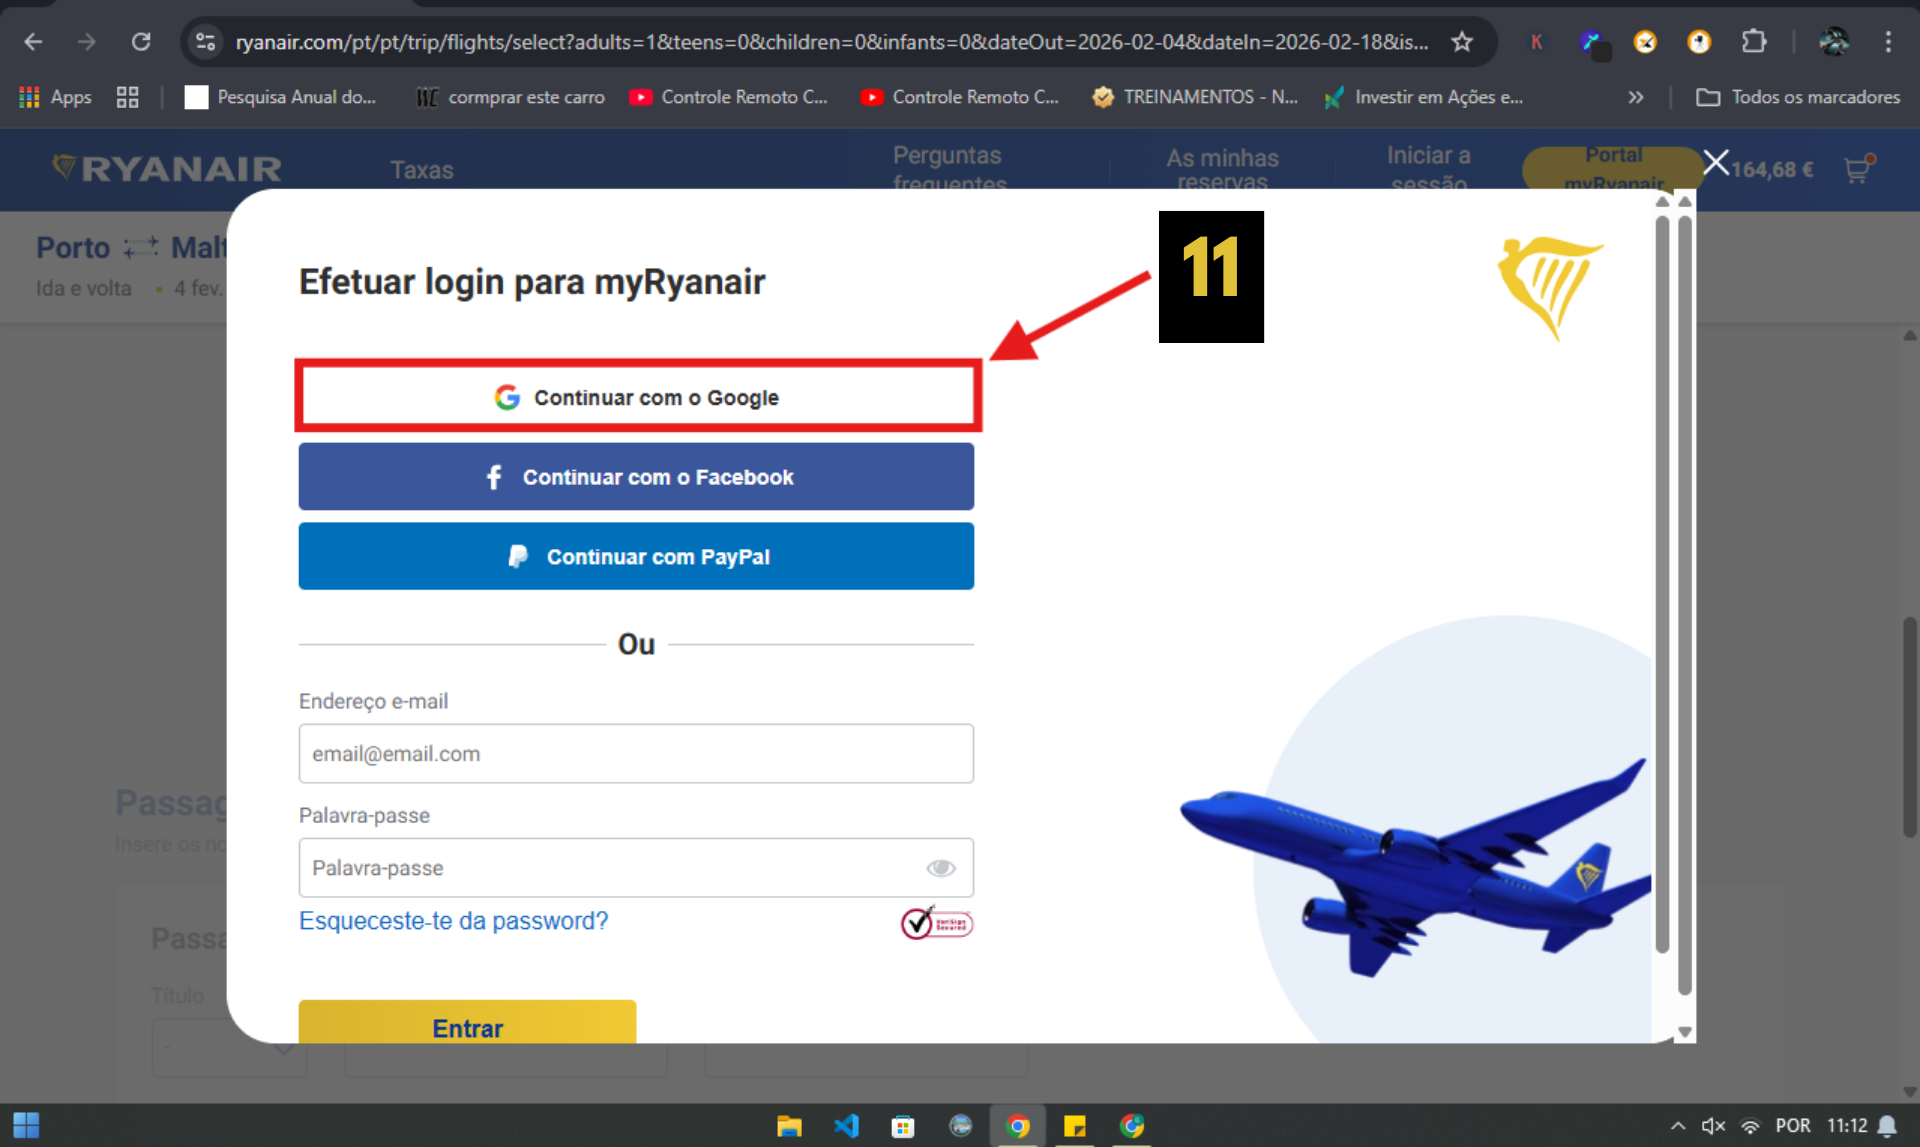 ryanair.com/pt/pt/trip/flights/select?adults=1&teens=0&children=0&infants=0&dateOut=2026-02-04&dateIn=2026-02-18&is...
K
Apps
Pesquisa Anual do...
cormprar este carro
Controle Remoto C...
Controle Remoto C...
TREINAMENTOS - N...
Investir em Ações e...
Todos os marcadores
RYANAIR
Taxas
Perguntas
frequentes
As minhas
reservas
Iniciar a
sessão
Portal
myRyanair
164,68 €
Porto
Malt
Ida e volta • 4 fev.
Efetuar login para myRyanair
11
Continuar com o Google
Continuar com o Facebook
Continuar com PayPal
Ou
Endereço e-mail
email@email.com
Palavra-passe
Palavra-passe
Esqueceste-te da password?
VeriSign
Secured
Entrar
Passag
Insere os no
Passa
Título
-
POR
11:12